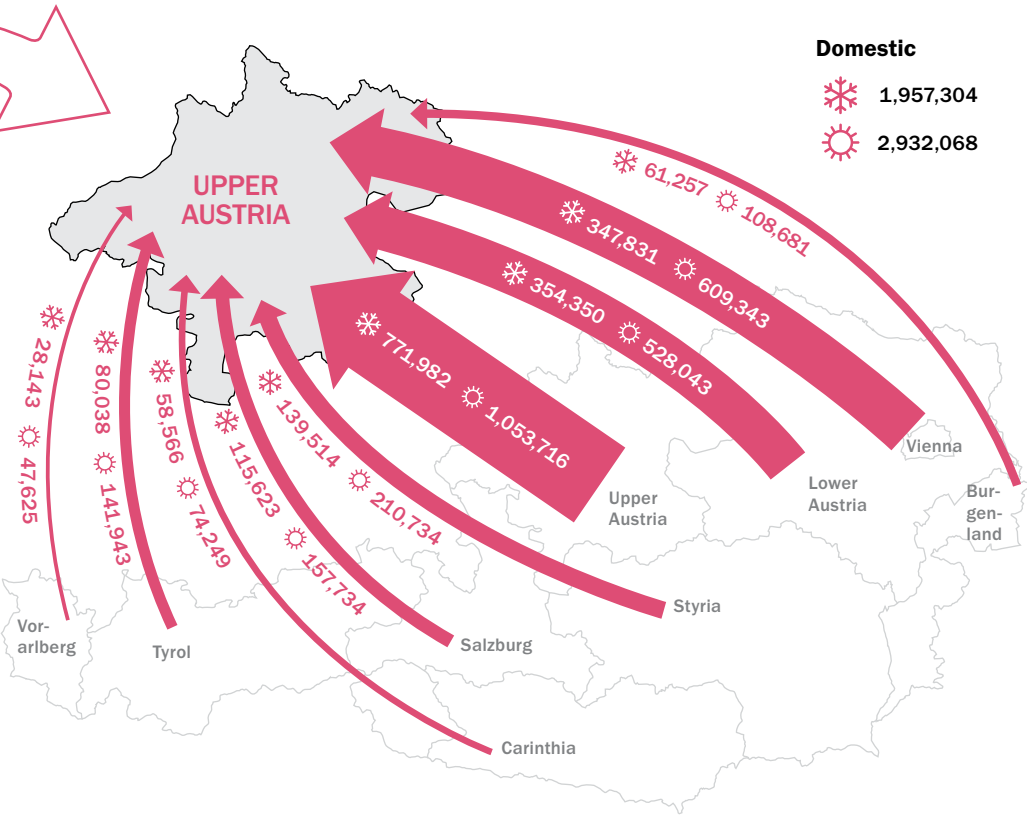 Domestic
1,957,304
2,932,068
UPPER
AUSTRIA
61,257 108,681
347,831 609,343
354,350 528,043
771,982 1,053,716
139,514 210,734
115,623 157,734
58,566 74,249
80,038 141,943
28,143 47,625
Vienna
Lower
Austria
Upper
Austria
Bur-
gen-
land
Styria
Salzburg
Carinthia
Tyrol
Vor-
arlberg